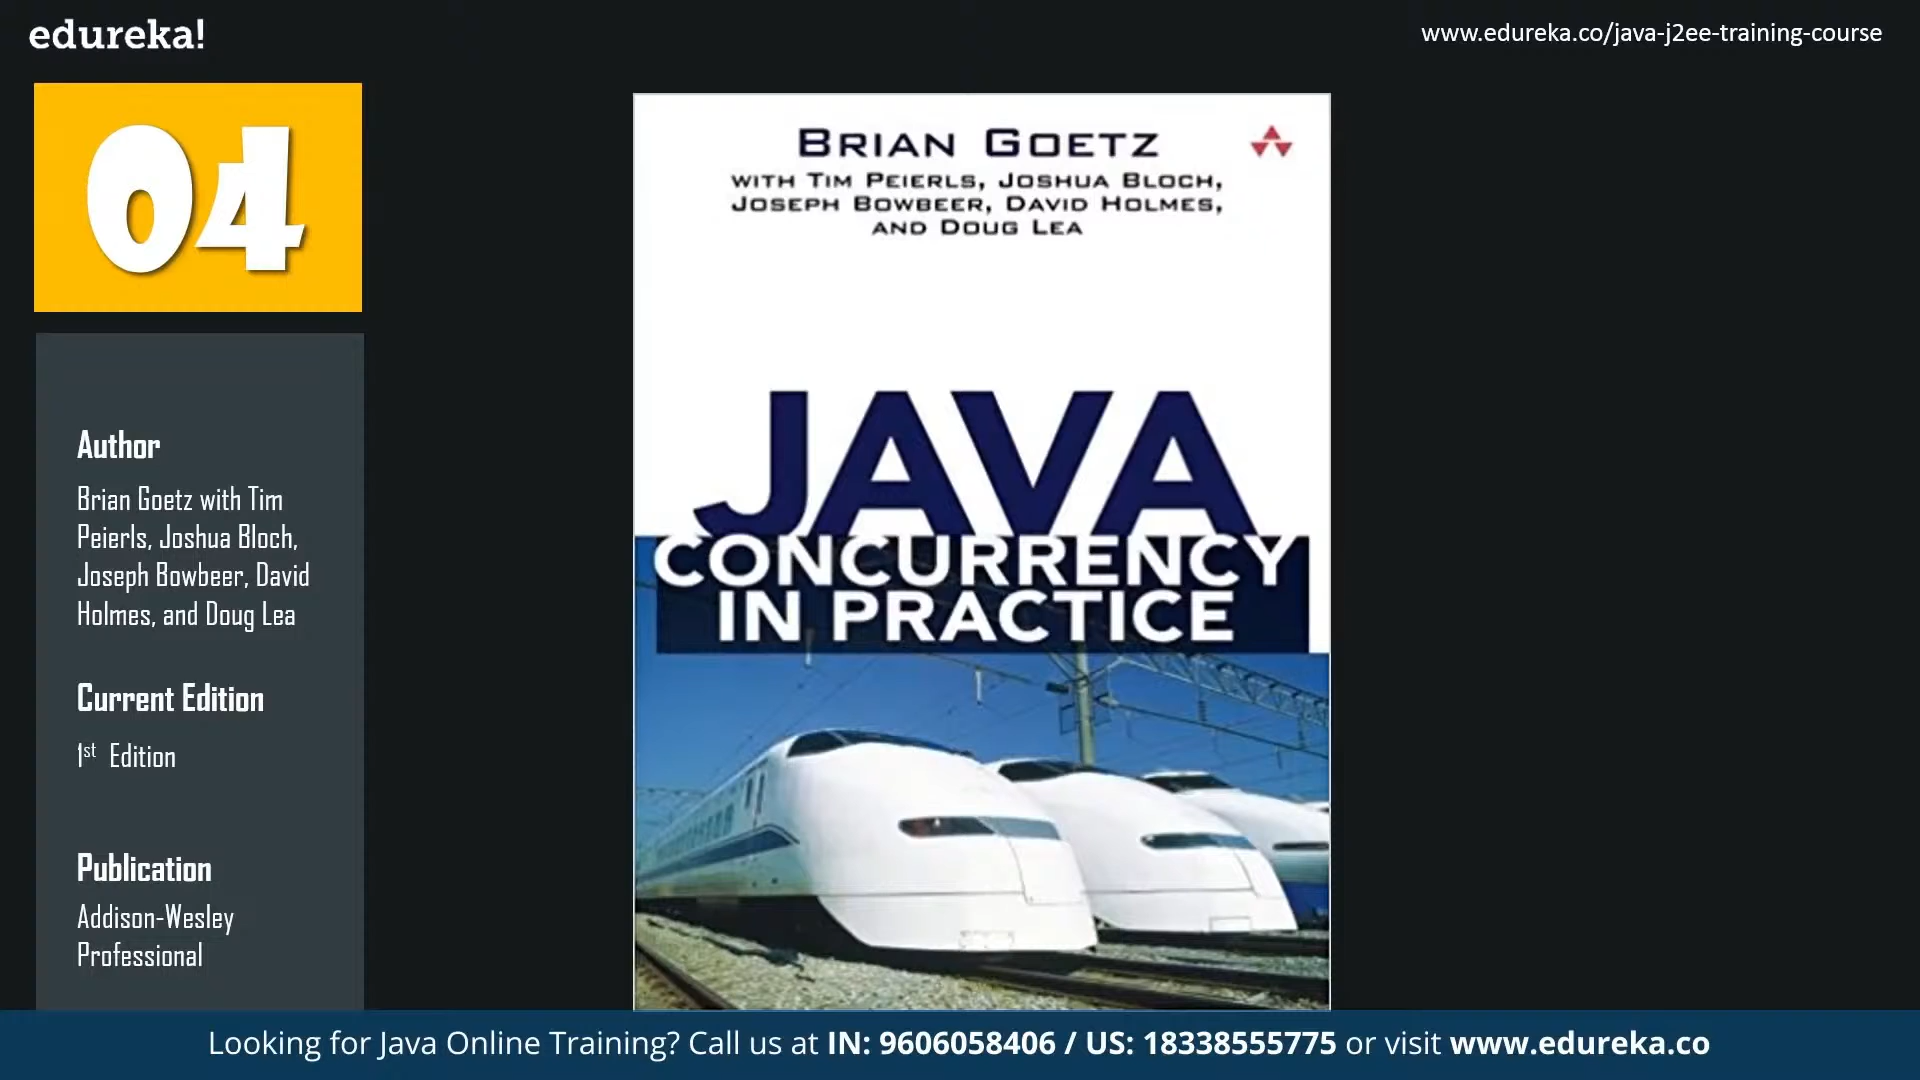 edureka!
www.edureka.co/java-j2ee-training-course
04
Author
Brian Goetz with Tim
Peierls, Joshua Bloch,
Joseph Bowbeer, David
Holmes, and Doug Lea
Current Edition
1st Edition
Publication
Addison-Wesley
Professional
BRIAN GOETZ
WITH TIM PEIERLS, JOSHUA BLOCH,
JOSEPH BOWBEER, DAVID HOLMES,
AND DOUG LEA
JAVA
CONCURRENCY
IN PRACTICE
Looking for Java Online Training? Call us at IN: 9606058406 / US: 18338555775 or visit www.edureka.co